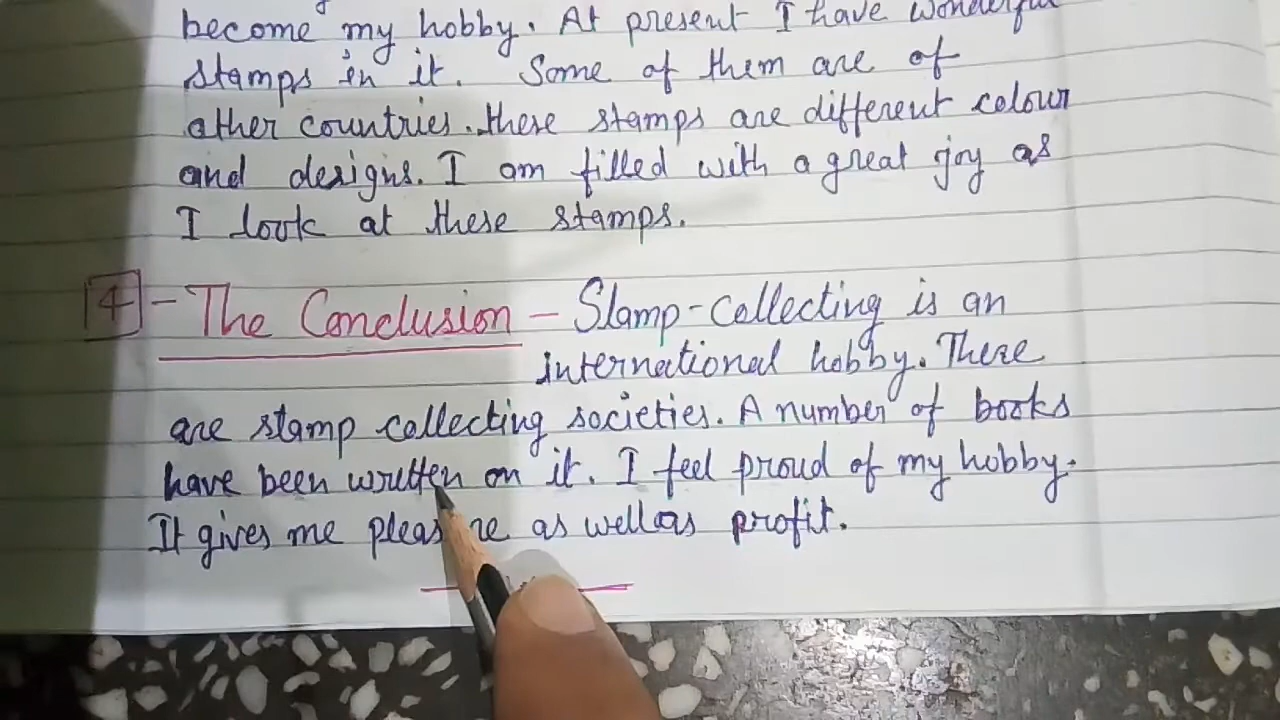 become my hobby. At present I have wonderful
stamps in it. Some of them are of
other countries. these stamps are different colour
and designs. I am filled with a great joy as
I look at these stamps.
4 - The Conclusion - Stamp-Collecting is an
international hobby. There
are stamp collecting societies. A number of books
have been written on it. I feel proud of my hobby.
It gives me pleasure as well as profit.